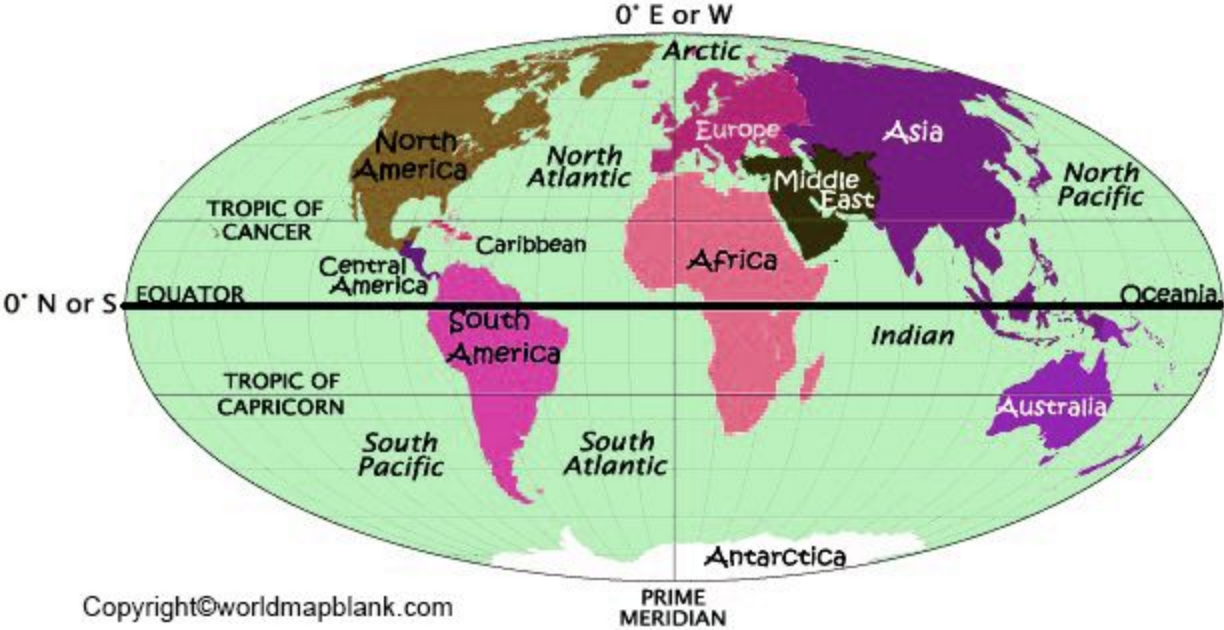 0° E or W
Arctic
North
America
Europe
Asia
North
Atlantic
Middle
East
North
Pacific
TROPIC OF
CANCER
Caribbean
Africa
Central
America
0° N or S
EQUATOR
Oceania
South
America
Indian
TROPIC OF
CAPRICORN
Australia
South
Pacific
South
Atlantic
Antarctica
PRIME
MERIDIAN
Copyright©worldmapblank.com